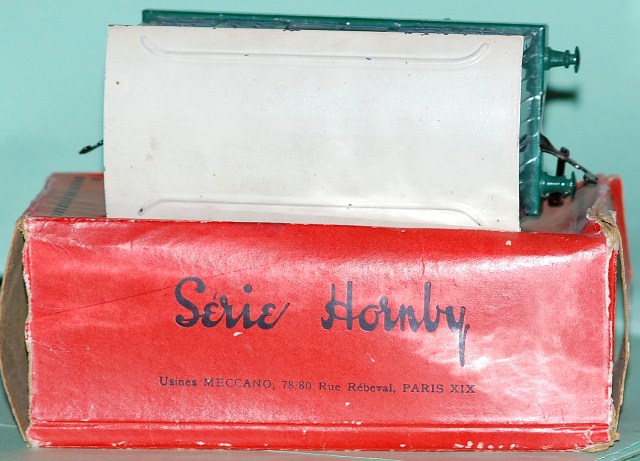 Série Hornby
Usines MECCANO, 78/80 Rue Rébeval, PARIS XIX